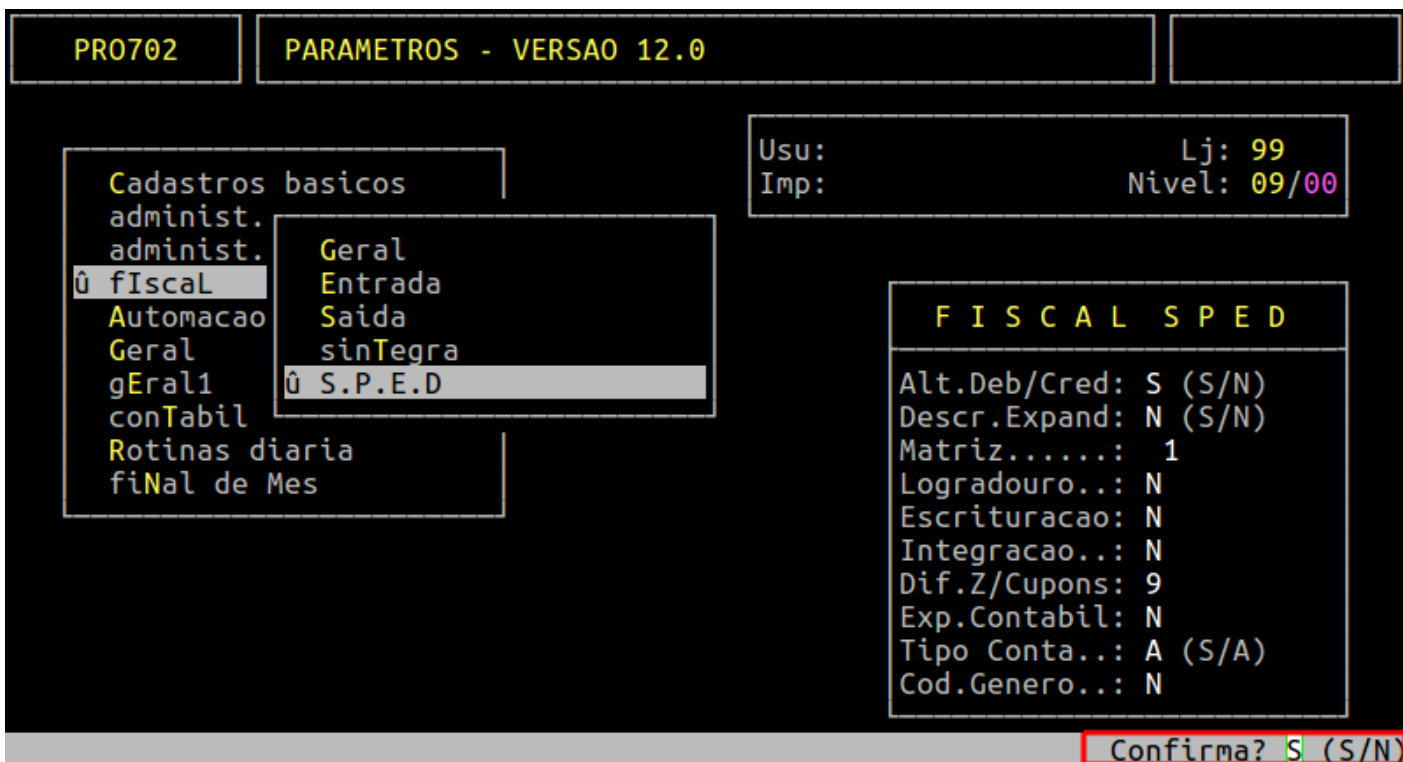 PRO702
PARAMETROS - VERSAO 12.0
Usu: Lj: 99
Imp: Nivel: 09/00
Cadastros basicos
administ.
administ.
û fIscaL
Automacao
Geral
gEral1
conTabil
Rotinas diaria
fiNal de Mes
Geral
Entrada
Saida
sinTegra
û S.P.E.D
F I S C A L S P E D
Alt.Deb/Cred: S (S/N)
Descr.Expand: N (S/N)
Matriz......: 1
Logradouro..: N
Escrituracao: N
Integracao..: N
Dif.Z/Cupons: 9
Exp.Contabil: N
Tipo Conta..: A (S/A)
Cod.Genero..: N
Confirma? S (S/N)